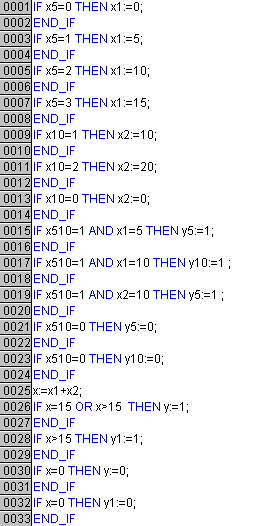 0001 IF x5=0 THEN x1:=0;
0002 END_IF
0003 IF x5=1 THEN x1:=5;
0004 END_IF
0005 IF x5=2 THEN x1:=10;
0006 END_IF
0007 IF x5=3 THEN x1:=15;
0008 END_IF
0009 IF x10=1 THEN x2:=10;
0010 END_IF
0011 IF x10=2 THEN x2:=20;
0012 END_IF
0013 IF x10=0 THEN x2:=0;
0014 END_IF
0015 IF x510=1 AND x1=5 THEN y5:=1;
0016 END_IF
0017 IF x510=1 AND x1=10 THEN y10:=1 ;
0018 END_IF
0019 IF x510=1 AND x2=10 THEN y5:=1 ;
0020 END_IF
0021 IF x510=0 THEN y5:=0;
0022 END_IF
0023 IF x510=0 THEN y10:=0;
0024 END_IF
0025 x:=x1+x2;
0026 IF x=15 OR x>15  THEN y:=1;
0027 END_IF
0028 IF x>15 THEN y1:=1;
0029 END_IF
0030 IF x=0 THEN y:=0;
0031 END_IF
0032 IF x=0 THEN y1:=0;
0033 END_IF